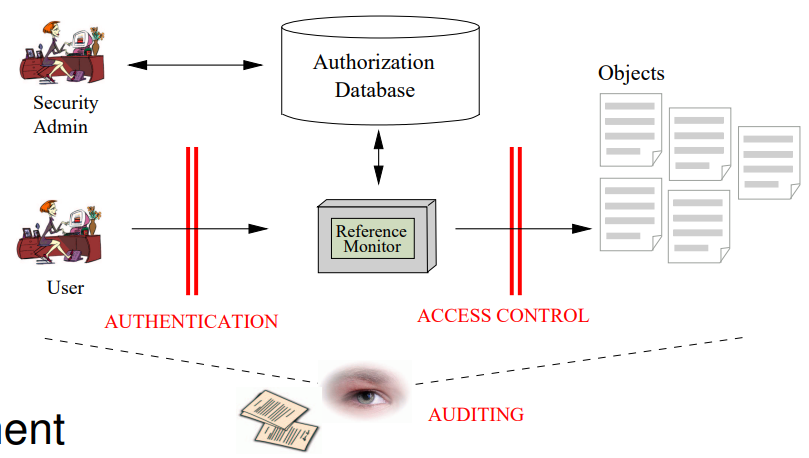 Authorization
Database
Objects
Security
Admin
Reference
Monitor
User
AUTHENTICATION
ACCESS CONTROL
AUDITING
ent